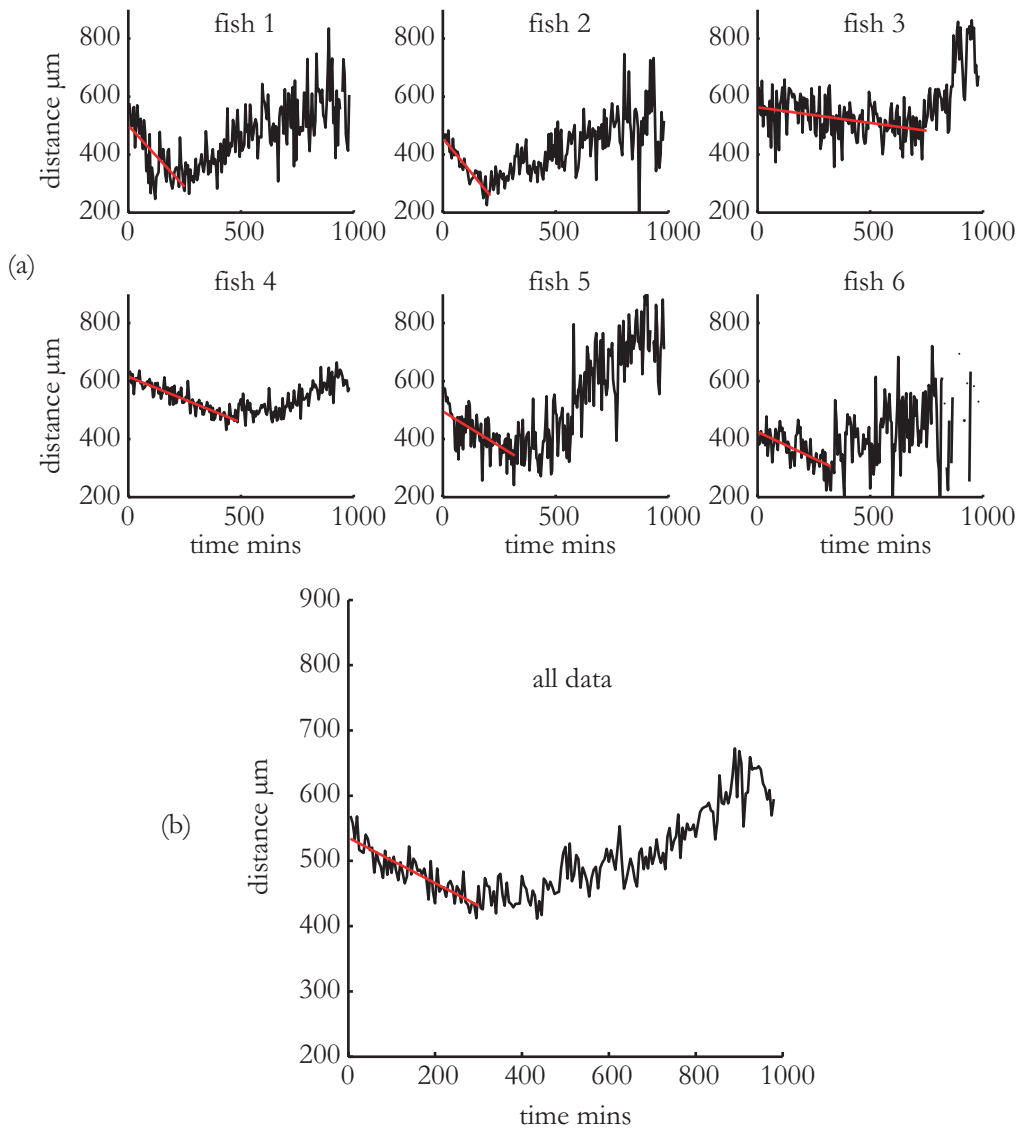 fish 1 fish 2 fish 3
800 800 800
distance µm
600 600 600
400 400 400
200 200 200
0 500 1000 0 500 1000 0 500 1000
(a)
fish 4 fish 5 fish 6
800 800 800
distance µm
600 600 600
400 400 400
200 200 200
0 500 1000 0 500 1000 0 500 1000
time mins time mins time mins
900
800
all data
700
600
(b)
distance µm
500
400
300
200
0 200 400 600 800 1000
time mins